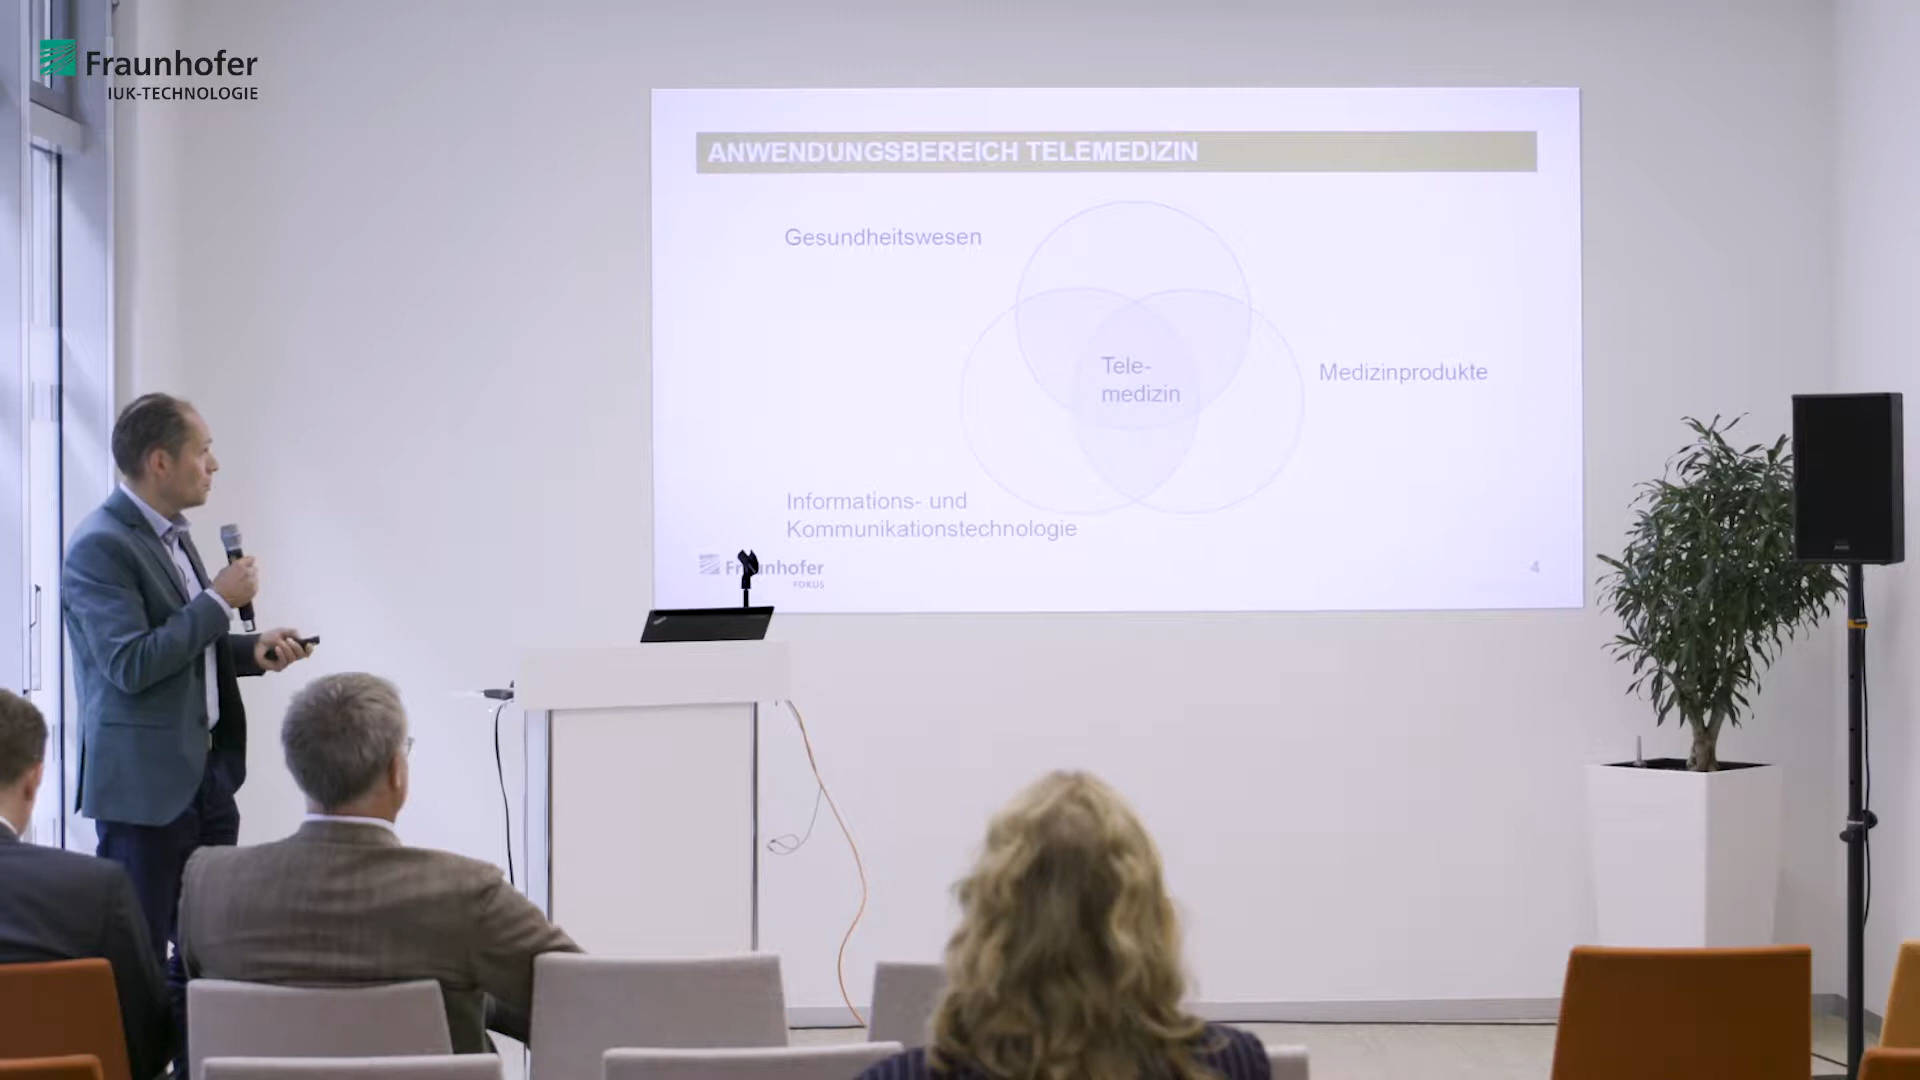 Fraunhofer
IUK-TECHNOLOGIE
ANWENDUNGSBEREICH TELEMEDIZIN
Gesundheitswesen
Tele-
medizin
Medizinprodukte
Informations- und
Kommunikationstechnologie
Fraunhofer
FOKUS
4